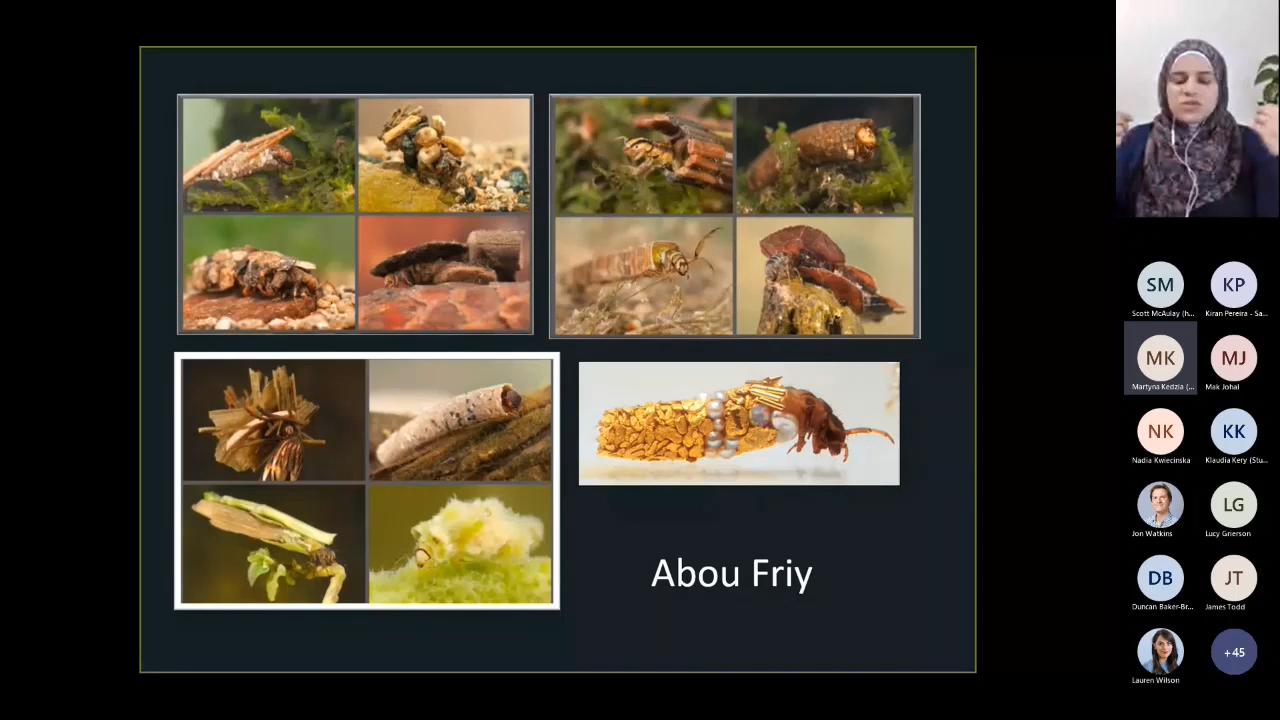 Abou Friy
SM
Scott McAulay (h...
KP
Kiran Pereira - Sa...
MK
Martyna Kedzia (...
MJ
Mak Johal
NK
Nadia Kwiecinska
KK
Klaudia Kery (Stu...
Jon Watkins
LG
Lucy Grierson
DB
Duncan Baker-Br...
JT
James Todd
Lauren Wilson
+45